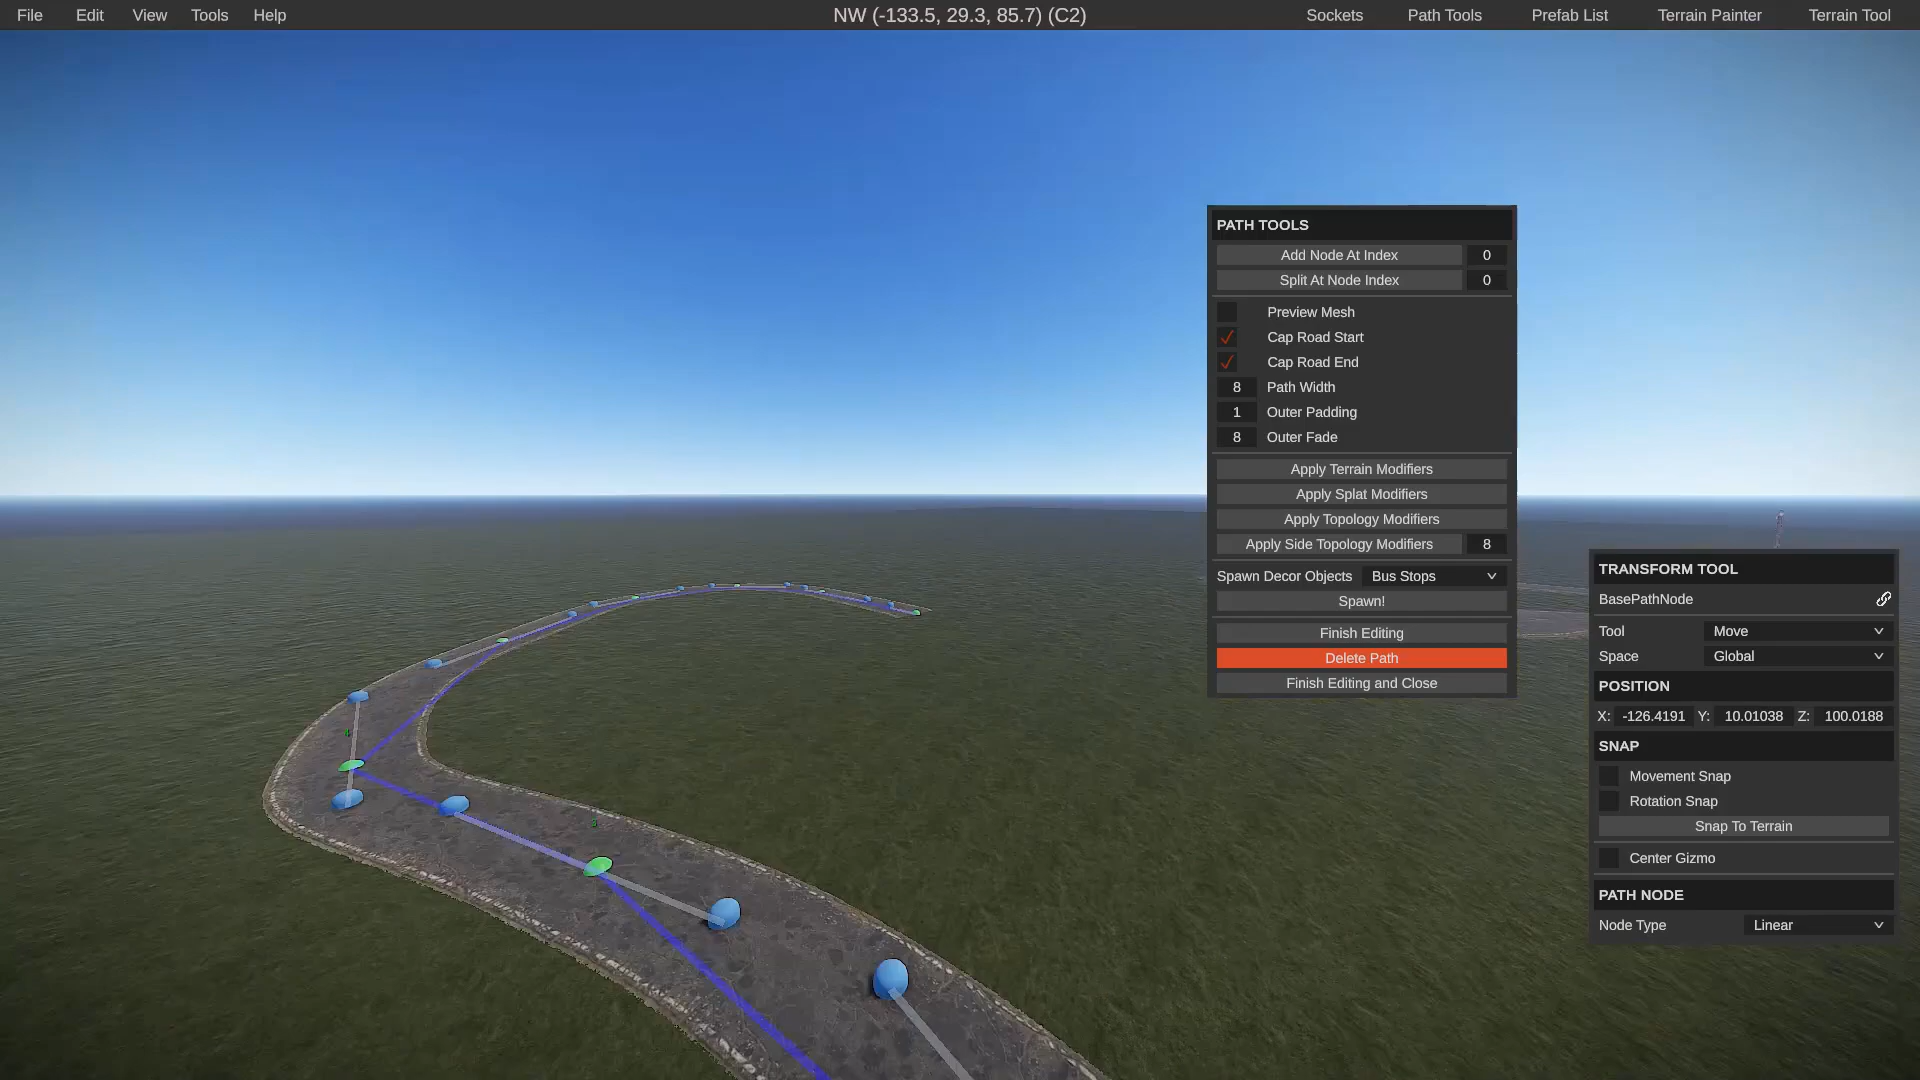 File Edit View Tools Help NW (-133.5, 29.3, 85.7) (C2) Sockets Path Tools Prefab List Terrain Painter Terrain Tool
PATH TOOLS
Add Node At Index 0
Split At Node Index 0
Preview Mesh
Cap Road Start
Cap Road End
8 Path Width
1 Outer Padding
8 Outer Fade
Apply Terrain Modifiers
Apply Splat Modifiers
Apply Topology Modifiers
Apply Side Topology Modifiers 8
Spawn Decor Objects Bus Stops
Spawn!
Finish Editing
Delete Path
Finish Editing and Close
TRANSFORM TOOL
BasePathNode
Tool Move
Space Global
POSITION
X: -126.4191 Y: 10.01038 Z: 100.0188
SNAP
Movement Snap
Rotation Snap
Snap To Terrain
Center Gizmo
PATH NODE
Node Type Linear
4
3